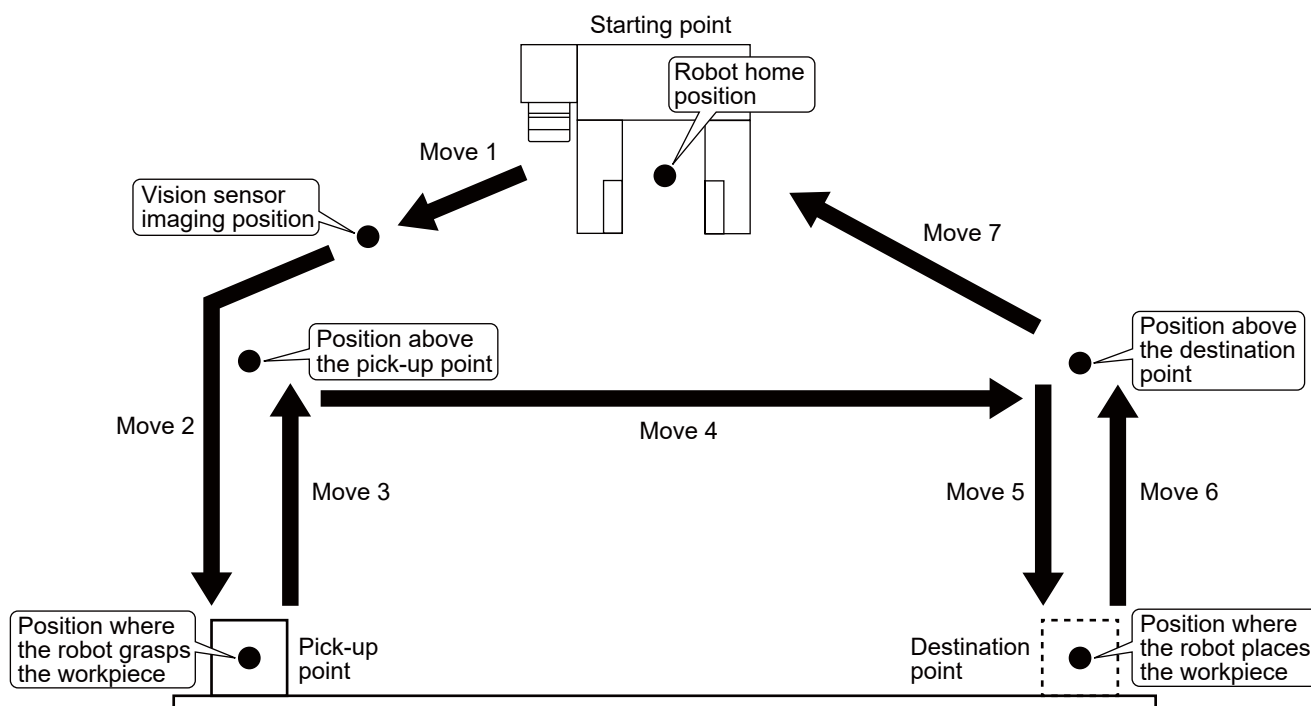 Starting point
Robot home
position
Move 1
Vision sensor
imaging position
Move 7
Position above
the pick-up point
Position above
the destination
point
Move 2
Move 4
Move 3
Move 5
Move 6
Position where
the robot grasps
the workpiece
Pick-up
point
Destination
point
Position where
the robot places
the workpiece